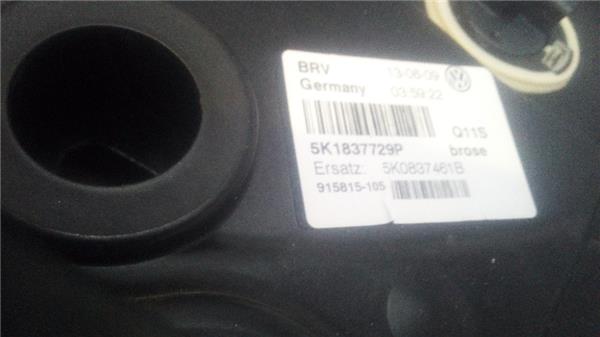 BRV 13-06-09
Germany 03:59:22
Q11S
5K1837729P brose
Ersatz: 5K0837461B
915815-105